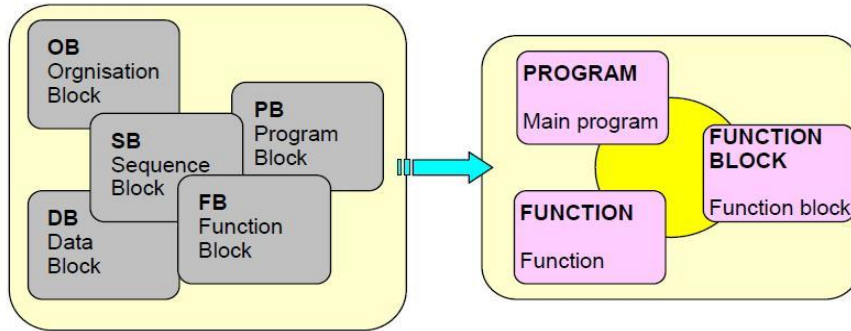 OB
Orgnisation
Block
PB
Program
Block
SB
Sequence
Block
DB
Data
Block
FB
Function
Block
PROGRAM
Main program
FUNCTION
BLOCK
Function block
FUNCTION
Function